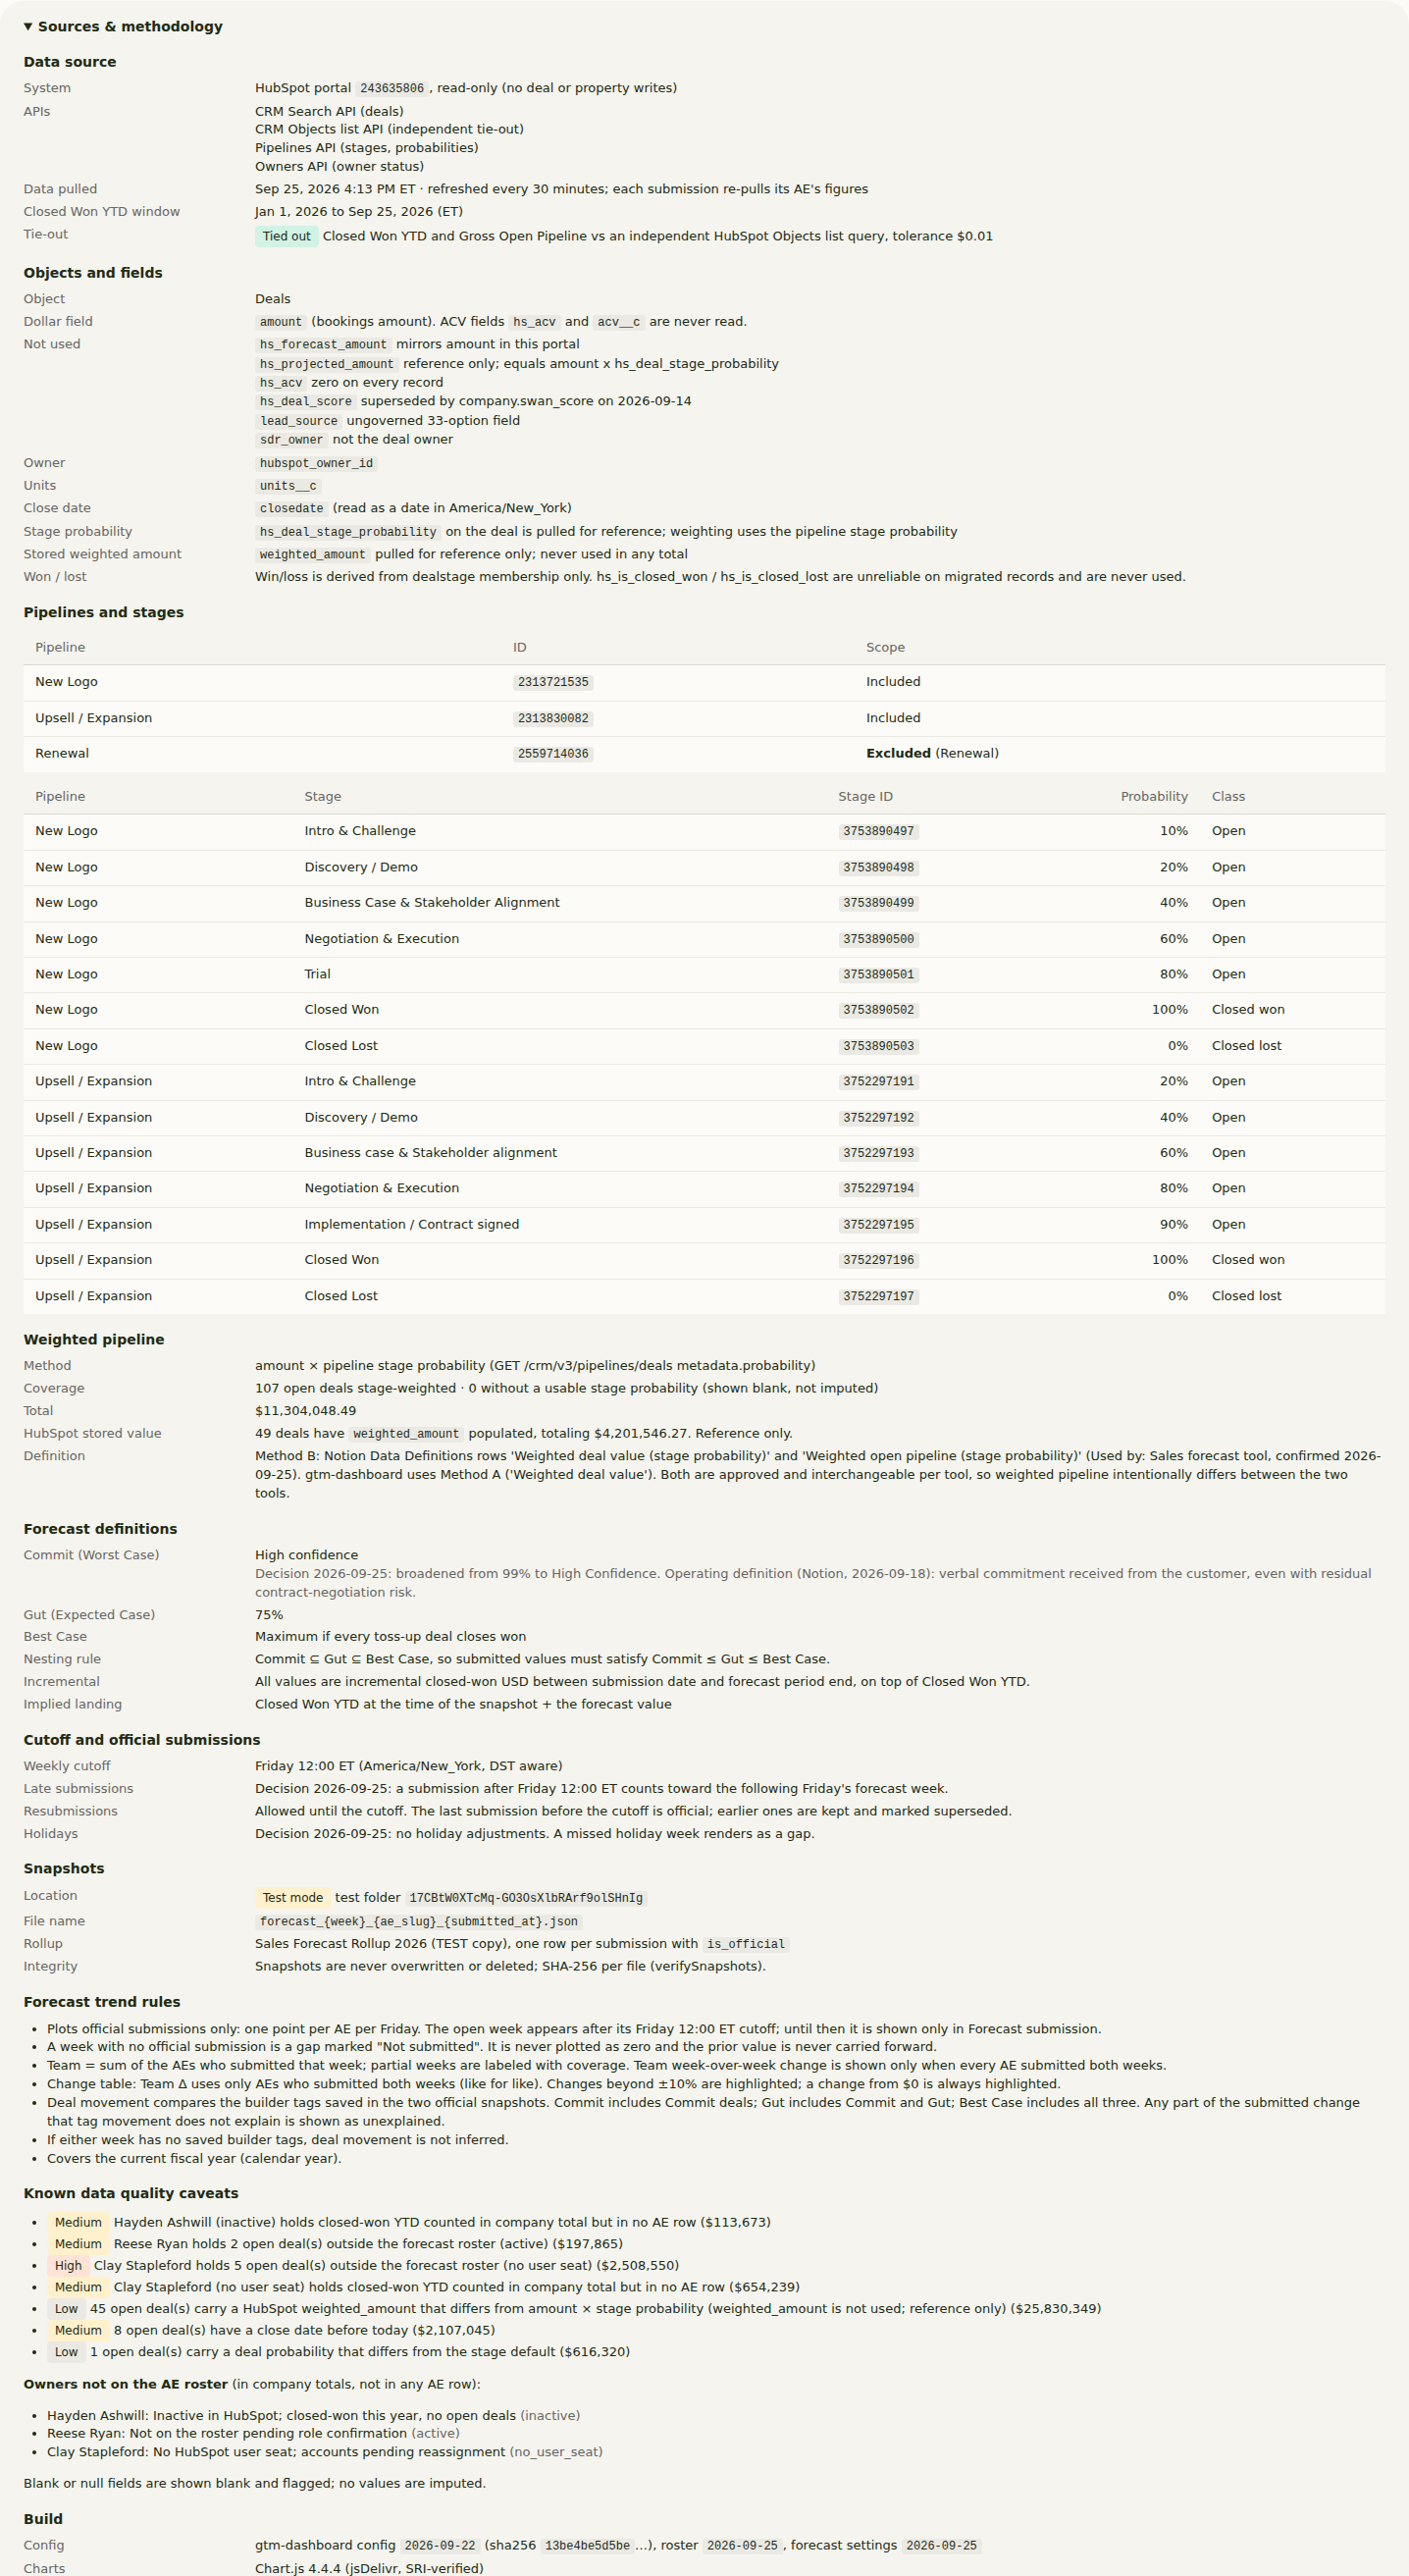 ▼ Sources & methodology
Data source
System HubSpot portal 243635806, read-only (no deal or property writes)
APIs CRM Search API (deals)
CRM Objects list API (independent tie-out)
Pipelines API (stages, probabilities)
Owners API (owner status)
Data pulled Sep 25, 2026 4:13 PM ET · refreshed every 30 minutes; each submission re-pulls its AE's figures
Closed Won YTD window Jan 1, 2026 to Sep 25, 2026 (ET)
Tie-out Tied out Closed Won YTD and Gross Open Pipeline vs an independent HubSpot Objects list query, tolerance $0.01
Objects and fields
Object Deals
Dollar field amount (bookings amount). ACV fields hs_acv and acv__c are never read.
Not used hs_forecast_amount mirrors amount in this portal
hs_projected_amount reference only; equals amount x hs_deal_stage_probability
hs_acv zero on every record
hs_deal_score superseded by company.swan_score on 2026-09-14
lead_source ungoverned 33-option field
sdr_owner not the deal owner
Owner hubspot_owner_id
Units units__c
Close date closedate (read as a date in America/New_York)
Stage probability hs_deal_stage_probability on the deal is pulled for reference; weighting uses the pipeline stage probability
Stored weighted amount weighted_amount pulled for reference only; never used in any total
Won / lost Win/loss is derived from dealstage membership only. hs_is_closed_won / hs_is_closed_lost are unreliable on migrated records and are never used.
Pipelines and stages
Pipeline ID Scope
New Logo 2313721535 Included
Upsell / Expansion 2313830082 Included
Renewal 2559714036 Excluded (Renewal)
Pipeline Stage Stage ID Probability Class
New Logo Intro & Challenge 3753890497 10% Open
New Logo Discovery / Demo 3753890498 20% Open
New Logo Business Case & Stakeholder Alignment 3753890499 40% Open
New Logo Negotiation & Execution 3753890500 60% Open
New Logo Trial 3753890501 80% Open
New Logo Closed Won 3753890502 100% Closed won
New Logo Closed Lost 3753890503 0% Closed lost
Upsell / Expansion Intro & Challenge 3752297191 20% Open
Upsell / Expansion Discovery / Demo 3752297192 40% Open
Upsell / Expansion Business case & Stakeholder alignment 3752297193 60% Open
Upsell / Expansion Negotiation & Execution 3752297194 80% Open
Upsell / Expansion Implementation / Contract signed 3752297195 90% Open
Upsell / Expansion Closed Won 3752297196 100% Closed won
Upsell / Expansion Closed Lost 3752297197 0% Closed lost
Weighted pipeline
Method amount × pipeline stage probability (GET /crm/v3/pipelines/deals metadata.probability)
Coverage 107 open deals stage-weighted · 0 without a usable stage probability (shown blank, not imputed)
Total $11,304,048.49
HubSpot stored value 49 deals have weighted_amount populated, totaling $4,201,546.27. Reference only.
Definition Method B: Notion Data Definitions rows 'Weighted deal value (stage probability)' and 'Weighted open pipeline (stage probability)' (Used by: Sales forecast tool, confirmed 2026-
09-25). gtm-dashboard uses Method A ('Weighted deal value'). Both are approved and interchangeable per tool, so weighted pipeline intentionally differs between the two
tools.
Forecast definitions
Commit (Worst Case) High confidence
Decision 2026-09-25: broadened from 99% to High Confidence. Operating definition (Notion, 2026-09-18): verbal commitment received from the customer, even with residual
contract-negotiation risk.
Gut (Expected Case) 75%
Best Case Maximum if every toss-up deal closes won
Nesting rule Commit ⊆ Gut ⊆ Best Case, so submitted values must satisfy Commit ≤ Gut ≤ Best Case.
Incremental All values are incremental closed-won USD between submission date and forecast period end, on top of Closed Won YTD.
Implied landing Closed Won YTD at the time of the snapshot + the forecast value
Cutoff and official submissions
Weekly cutoff Friday 12:00 ET (America/New_York, DST aware)
Late submissions Decision 2026-09-25: a submission after Friday 12:00 ET counts toward the following Friday's forecast week.
Resubmissions Allowed until the cutoff. The last submission before the cutoff is official; earlier ones are kept and marked superseded.
Holidays Decision 2026-09-25: no holiday adjustments. A missed holiday week renders as a gap.
Snapshots
Location Test mode test folder 17CBtW0XTcMq-GO3OsXlbRArf9olSHnIg
File name forecast_{week}_{ae_slug}_{submitted_at}.json
Rollup Sales Forecast Rollup 2026 (TEST copy), one row per submission with is_official
Integrity Snapshots are never overwritten or deleted; SHA-256 per file (verifySnapshots).
Forecast trend rules
• Plots official submissions only: one point per AE per Friday. The open week appears after its Friday 12:00 ET cutoff; until then it is shown only in Forecast submission.
• A week with no official submission is a gap marked "Not submitted". It is never plotted as zero and the prior value is never carried forward.
• Team = sum of the AEs who submitted that week; partial weeks are labeled with coverage. Team week-over-week change is shown only when every AE submitted both weeks.
• Change table: Team Δ uses only AEs who submitted both weeks (like for like). Changes beyond ±10% are highlighted; a change from $0 is always highlighted.
• Deal movement compares the builder tags saved in the two official snapshots. Commit includes Commit deals; Gut includes Commit and Gut; Best Case includes all three. Any part of the submitted change
that tag movement does not explain is shown as unexplained.
• If either week has no saved builder tags, deal movement is not inferred.
• Covers the current fiscal year (calendar year).
Known data quality caveats
• Medium Hayden Ashwill (inactive) holds closed-won YTD counted in company total but in no AE row ($113,673)
• Medium Reese Ryan holds 2 open deal(s) outside the forecast roster (active) ($197,865)
• High Clay Stapleford holds 5 open deal(s) outside the forecast roster (no user seat) ($2,508,550)
• Medium Clay Stapleford (no user seat) holds closed-won YTD counted in company total but in no AE row ($654,239)
• Low 45 open deal(s) carry a HubSpot weighted_amount that differs from amount × stage probability (weighted_amount is not used; reference only) ($25,830,349)
• Medium 8 open deal(s) have a close date before today ($2,107,045)
• Low 1 open deal(s) carry a deal probability that differs from the stage default ($616,320)
Owners not on the AE roster (in company totals, not in any AE row):
• Hayden Ashwill: Inactive in HubSpot; closed-won this year, no open deals (inactive)
• Reese Ryan: Not on the roster pending role confirmation (active)
• Clay Stapleford: No HubSpot user seat; accounts pending reassignment (no_user_seat)
Blank or null fields are shown blank and flagged; no values are imputed.
Build
Config gtm-dashboard config 2026-09-22 (sha256 13be4be5d5be…), roster 2026-09-25, forecast settings 2026-09-25
Charts Chart.js 4.4.4 (jsDelivr, SRI-verified)